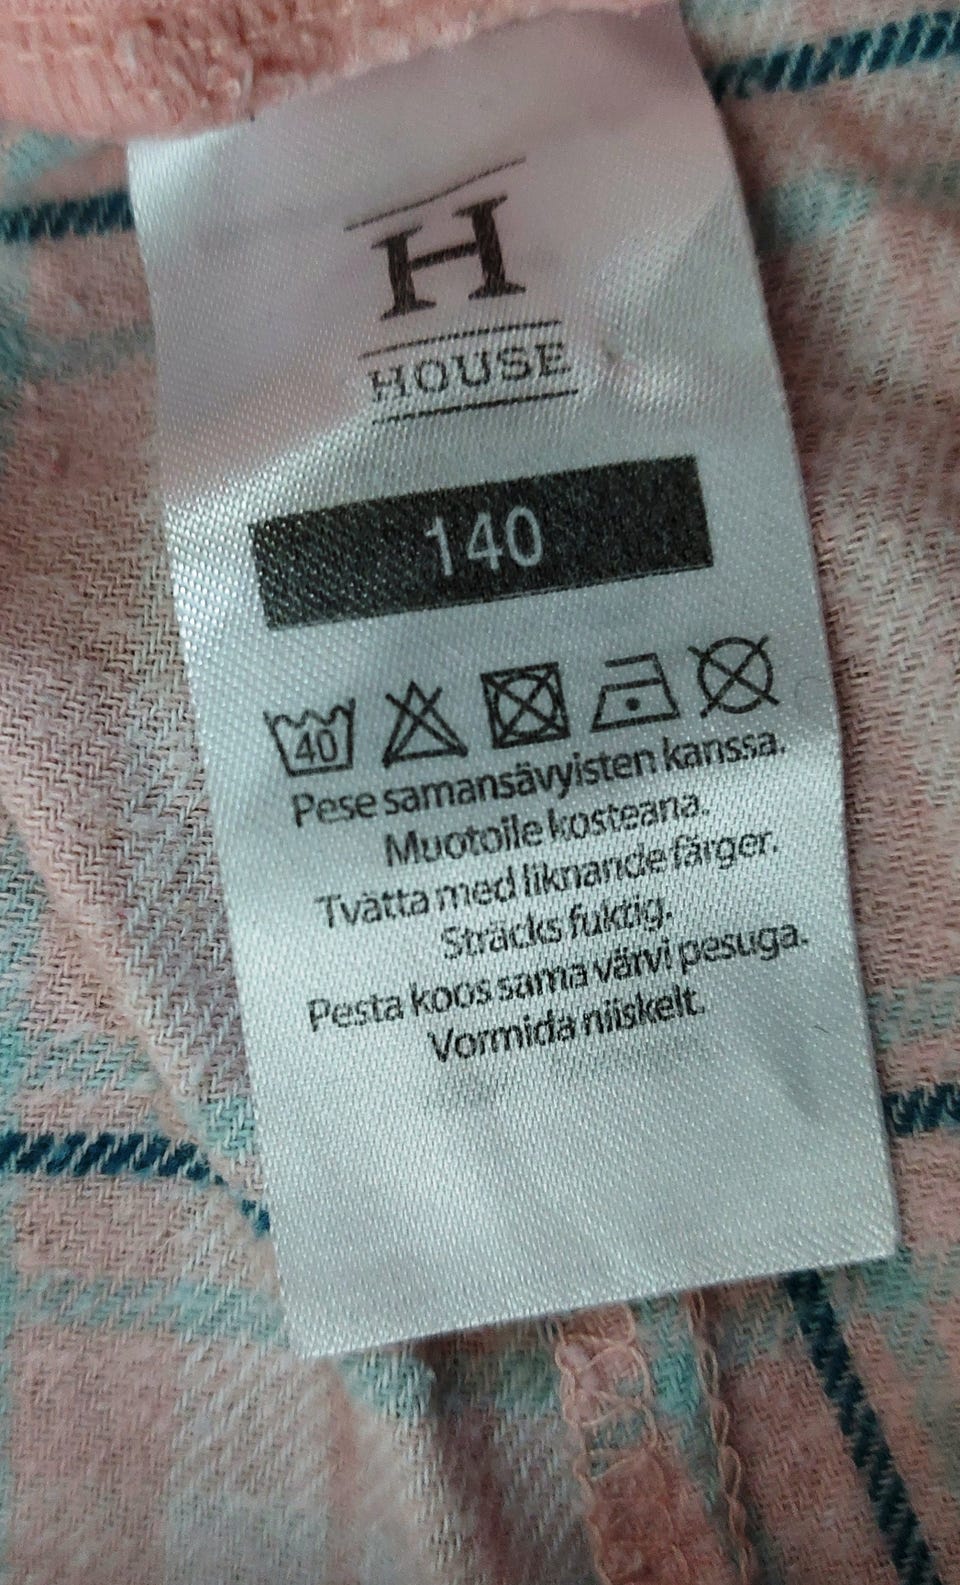 H
HOUSE
140
40
Pese samansävyisten kanssa.
Muotoile kosteana.
Tvätta med liknande färger.
Sträcks fuktig.
Pesta koos sama värvi pesuga.
Vormida niiskelt.